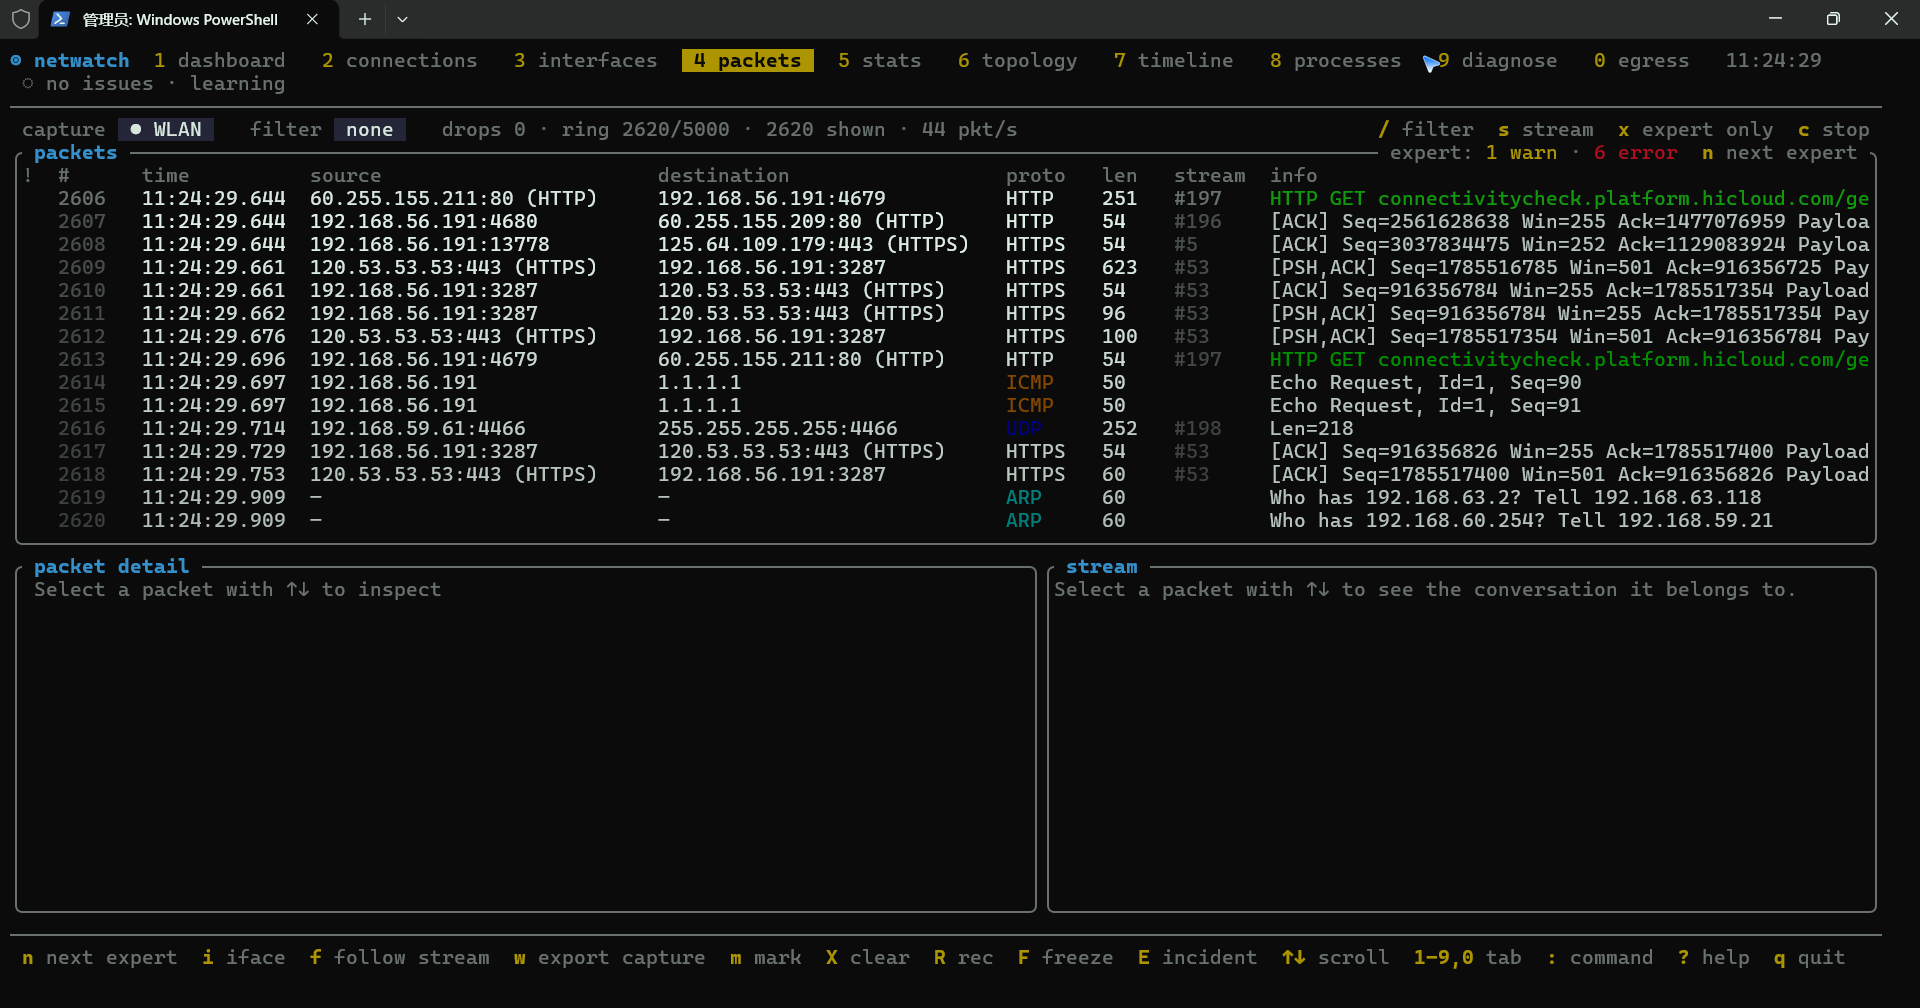 管理员: Windows PowerShell
netwatch 1 dashboard 2 connections 3 interfaces 4 packets 5 stats 6 topology 7 timeline 8 processes 9 diagnose 0 egress 11:24:29
no issues · learning
capture ● WLAN filter none drops 0 · ring 2620/5000 · 2620 shown · 44 pkt/s / filter s stream x expert only c stop
packets expert: 1 warn · 6 error n next expert
! # time source destination proto len stream info
2606 11:24:29.644 60.255.155.211:80 (HTTP) 192.168.56.191:4679 HTTP 251 #197 HTTP GET connectivitycheck.platform.hicloud.com/ge
2607 11:24:29.644 192.168.56.191:4680 60.255.155.209:80 (HTTP) HTTP 54 #196 [ACK] Seq=2561628638 Win=255 Ack=1477076959 Payloa
2608 11:24:29.644 192.168.56.191:13778 125.64.109.179:443 (HTTPS) HTTPS 54 #5 [ACK] Seq=3037834475 Win=252 Ack=1129083924 Payloa
2609 11:24:29.661 120.53.53.53:443 (HTTPS) 192.168.56.191:3287 HTTPS 623 #53 [PSH,ACK] Seq=1785516785 Win=501 Ack=916356725 Pay
2610 11:24:29.661 192.168.56.191:3287 120.53.53.53:443 (HTTPS) HTTPS 54 #53 [ACK] Seq=916356784 Win=255 Ack=1785517354 Payload
2611 11:24:29.662 192.168.56.191:3287 120.53.53.53:443 (HTTPS) HTTPS 96 #53 [PSH,ACK] Seq=916356784 Win=255 Ack=1785517354 Pay
2612 11:24:29.676 120.53.53.53:443 (HTTPS) 192.168.56.191:3287 HTTPS 100 #53 [PSH,ACK] Seq=1785517354 Win=501 Ack=916356784 Pay
2613 11:24:29.696 192.168.56.191:4679 60.255.155.211:80 (HTTP) HTTP 54 #197 HTTP GET connectivitycheck.platform.hicloud.com/ge
2614 11:24:29.697 192.168.56.191 1.1.1.1 ICMP 50 Echo Request, Id=1, Seq=90
2615 11:24:29.697 192.168.56.191 1.1.1.1 ICMP 50 Echo Request, Id=1, Seq=91
2616 11:24:29.714 192.168.59.61:4466 255.255.255.255:4466 UDP 252 #198 Len=218
2617 11:24:29.729 192.168.56.191:3287 120.53.53.53:443 (HTTPS) HTTPS 54 #53 [ACK] Seq=916356826 Win=255 Ack=1785517400 Payload
2618 11:24:29.753 120.53.53.53:443 (HTTPS) 192.168.56.191:3287 HTTPS 60 #53 [ACK] Seq=1785517400 Win=501 Ack=916356826 Payload
2619 11:24:29.909 — — ARP 60 Who has 192.168.63.2? Tell 192.168.63.118
2620 11:24:29.909 — — ARP 60 Who has 192.168.60.254? Tell 192.168.59.21
packet detail
Select a packet with ↑↓ to inspect
stream
Select a packet with ↑↓ to see the conversation it belongs to.
n next expert i iface f follow stream w export capture m mark X clear R rec F freeze E incident ↑↓ scroll 1-9,0 tab : command ? help q quit